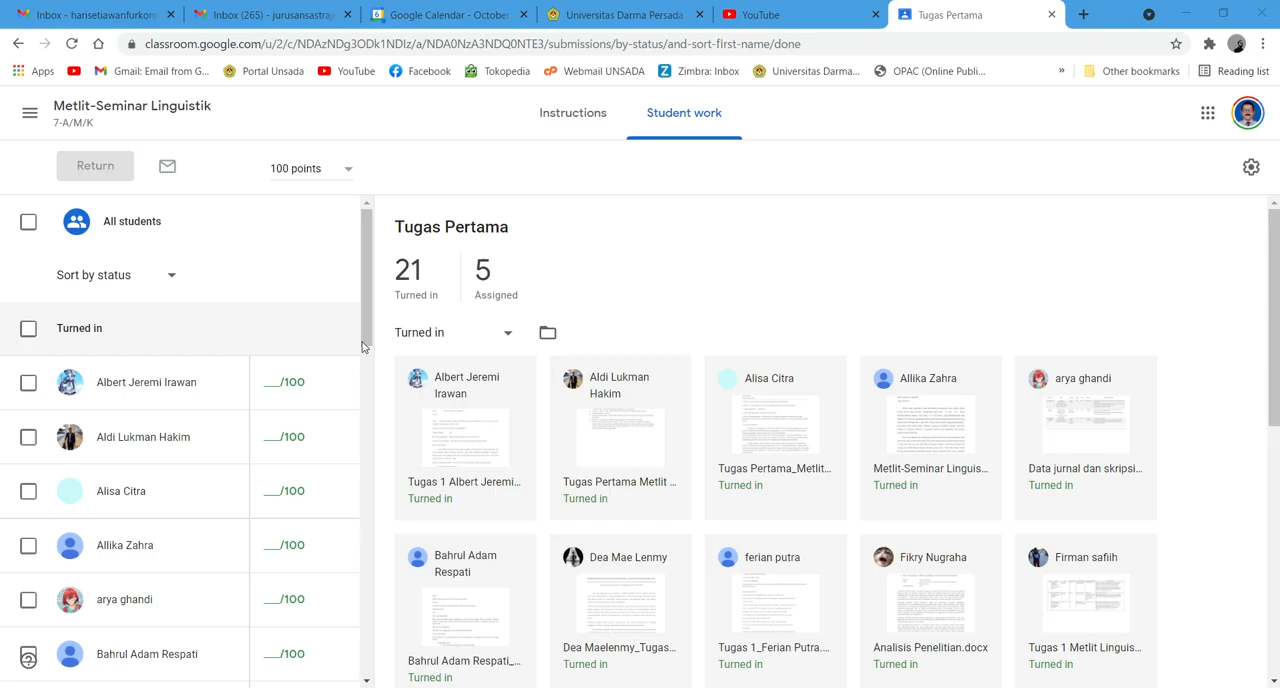 Inbox - harisetiawanfurkon
Inbox (265) - jurusansastraj
Google Calendar - October
Universitas Darma Persada
YouTube
Tugas Pertama
classroom.google.com/u/2/c/NDAzNDg3ODk1NDIz/a/NDA0NzA3NDQ0NTE3/submissions/by-status/and-sort-first-name/done
Apps
Gmail: Email from G...
Portal Unsada
YouTube
Facebook
Tokopedia
Webmail UNSADA
Zimbra: Inbox
Universitas Darma...
OPAC (Online Publi...
»
Other bookmarks
Reading list
Metlit-Seminar Linguistik
7-A/M/K
Instructions
Student work
Return
100 points
All students
Sort by status
Turned in
Albert Jeremi Irawan
__/100
Aldi Lukman Hakim
__/100
Alisa Citra
__/100
Allika Zahra
__/100
arya ghandi
__/100
Bahrul Adam Respati
__/100
Tugas Pertama
21
Turned in
5
Assigned
Turned in
Albert Jeremi
Irawan
Tugas 1 Albert Jeremi...
Turned in
Aldi Lukman
Hakim
Tugas Pertama Metlit ...
Turned in
Alisa Citra
Tugas Pertama_Metlit...
Turned in
Allika Zahra
Metlit-Seminar Linguis...
Turned in
arya ghandi
Data jurnal dan skripsi...
Turned in
Bahrul Adam
Respati
Bahrul Adam Respati_...
Turned in
Dea Mae Lenmy
Dea Maelenmy_Tugas...
Turned in
ferian putra
Tugas 1_Ferian Putra....
Turned in
Fikry Nugraha
Analisis Penelitian.docx
Turned in
Firman safiih
Tugas 1 Metlit Linguis...
Turned in